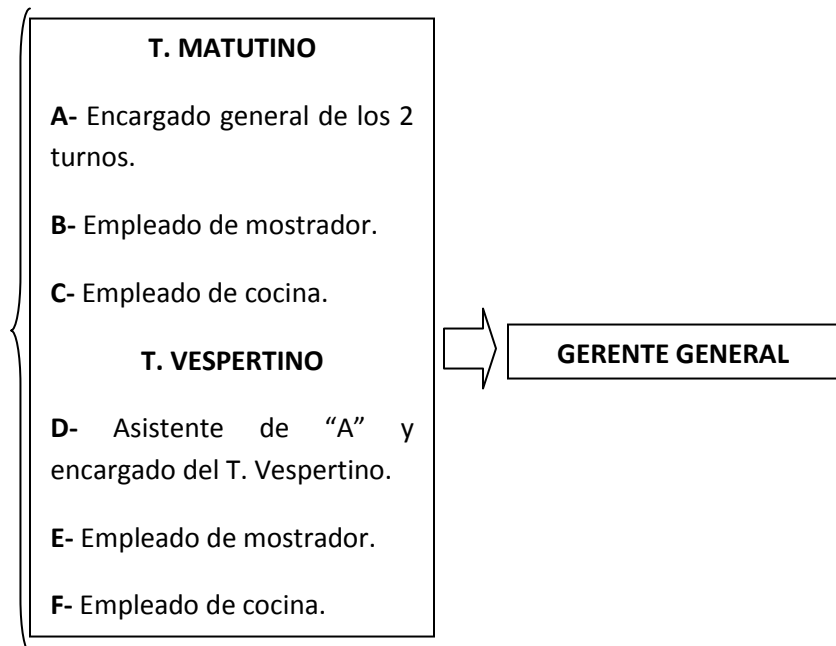 T. MATUTINO
A- Encargado general de los 2
turnos.
B- Empleado de mostrador.
C- Empleado de cocina.
T. VESPERTINO
D- Asistente de “A” y
encargado del T. Vespertino.
E- Empleado de mostrador.
F- Empleado de cocina.
GERENTE GENERAL